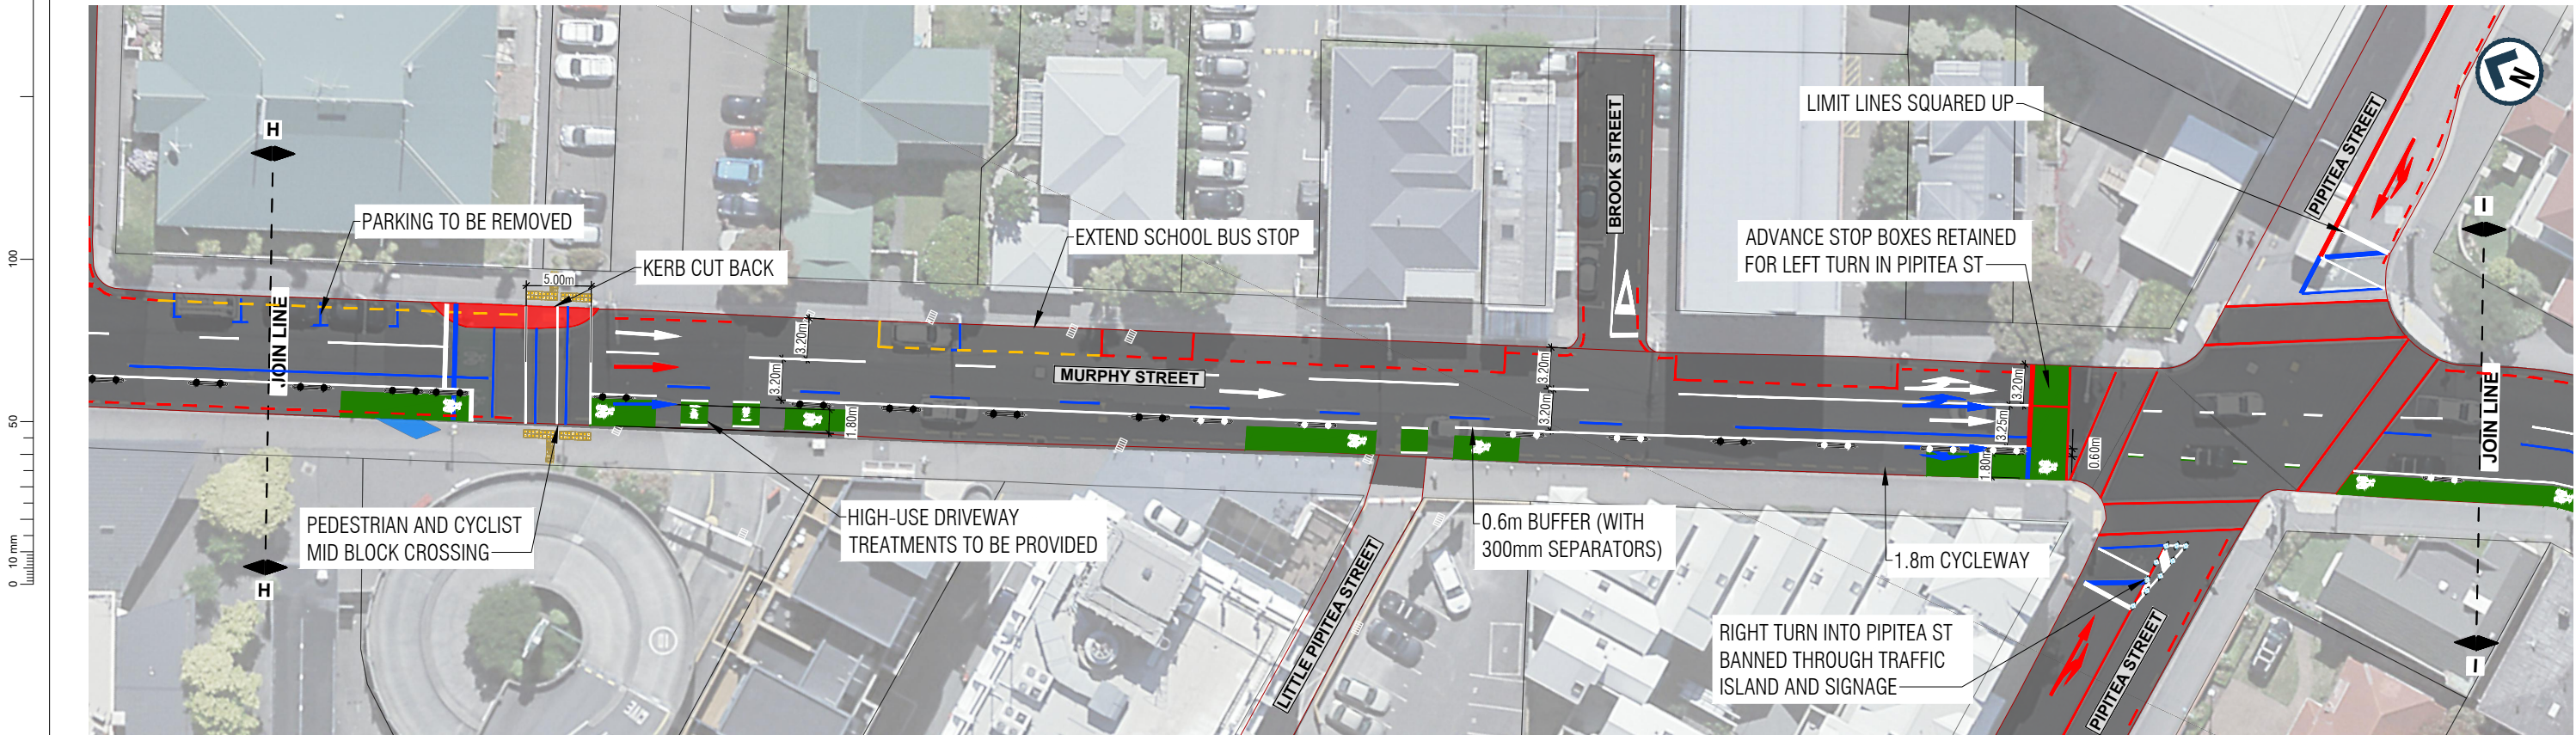 N
LIMIT LINES SQUARED UP
PIPITEA STREET
BROOK STREET
H
I
PARKING TO BE REMOVED
EXTEND SCHOOL BUS STOP
ADVANCE STOP BOXES RETAINED
FOR LEFT TURN IN PIPITEA ST
KERB CUT BACK
5.00m
100
JOIN LINE
3.20m
3.20m
MURPHY STREET
3.20m
3.20m
3.20m
3.25m
JOIN LINE
50
1.80m
1.80m
0.60m
PEDESTRIAN AND CYCLIST
MID BLOCK CROSSING
HIGH-USE DRIVEWAY
TREATMENTS TO BE PROVIDED
0.6m BUFFER (WITH
300mm SEPARATORS)
1.8m CYCLEWAY
0 10 mm
H
LITTLE PIPITEA STREET
RIGHT TURN INTO PIPITEA ST
BANNED THROUGH TRAFFIC
ISLAND AND SIGNAGE
PIPITEA STREET
I